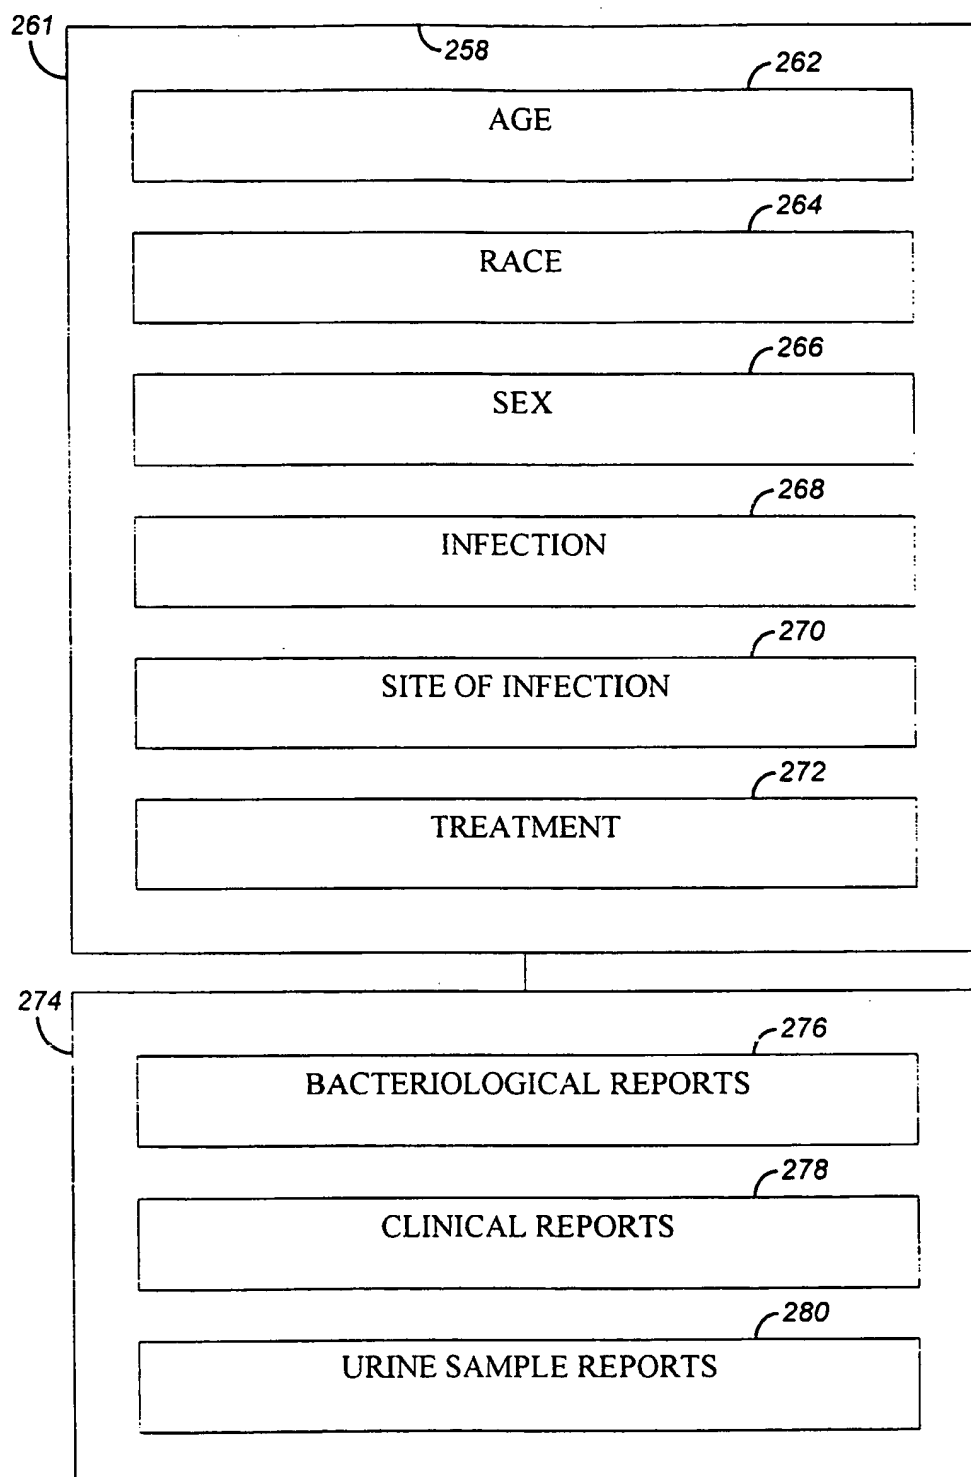 261
258
262
AGE
264
RACE
266
SEX
268
INFECTION
270
SITE OF INFECTION
272
TREATMENT
274
276
BACTERIOLOGICAL REPORTS
278
CLINICAL REPORTS
280
URINE SAMPLE REPORTS